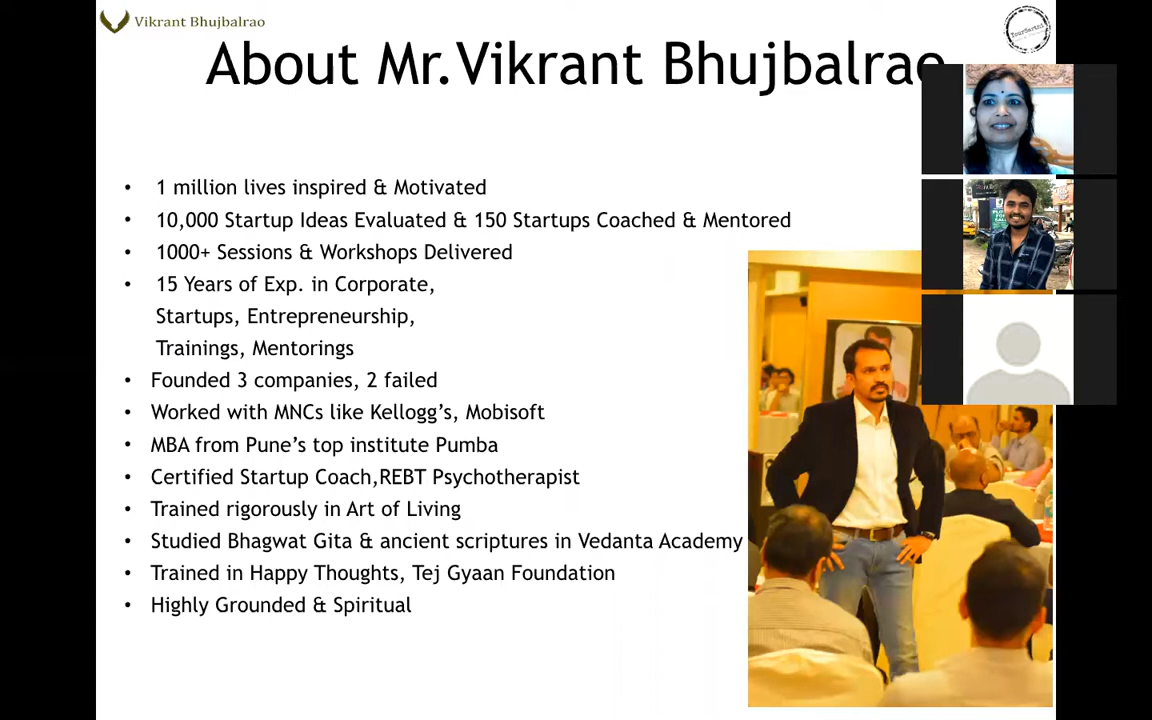 Vikrant Bhujbalrao
About Mr.Vikrant Bhujbalrao
• 1 million lives inspired & Motivated
• 10,000 Startup Ideas Evaluated & 150 Startups Coached & Mentored
• 1000+ Sessions & Workshops Delivered
• 15 Years of Exp. in Corporate,
Startups, Entrepreneurship,
Trainings, Mentorings
• Founded 3 companies, 2 failed
• Worked with MNCs like Kellogg’s, Mobisoft
• MBA from Pune’s top institute Pumba
• Certified Startup Coach,REBT Psychotherapist
• Trained rigorously in Art of Living
• Studied Bhagwat Gita & ancient scriptures in Vedanta Academy
• Trained in Happy Thoughts, Tej Gyaan Foundation
• Highly Grounded & Spiritual